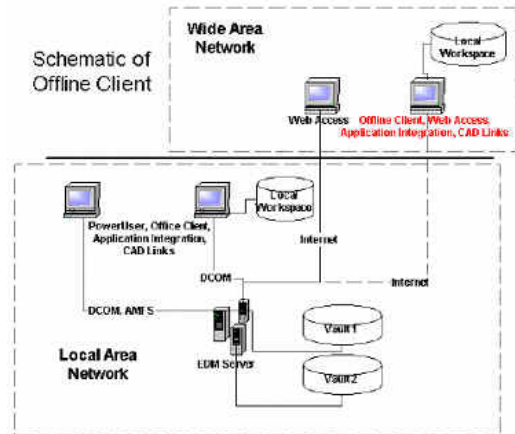 Schematic of
Offline Client
Wide Area
Network
Local
Workspace
Web Access
Offline Client, Web Access,
Application Integration, CAD Links
Local
Workspace
PowerUser, Office Client,
Application Integration,
CAD Links
Internet
DCOM
Internet
DCOM, AMFS
Vault 1
EDM Server
Vault 2
Local Area
Network